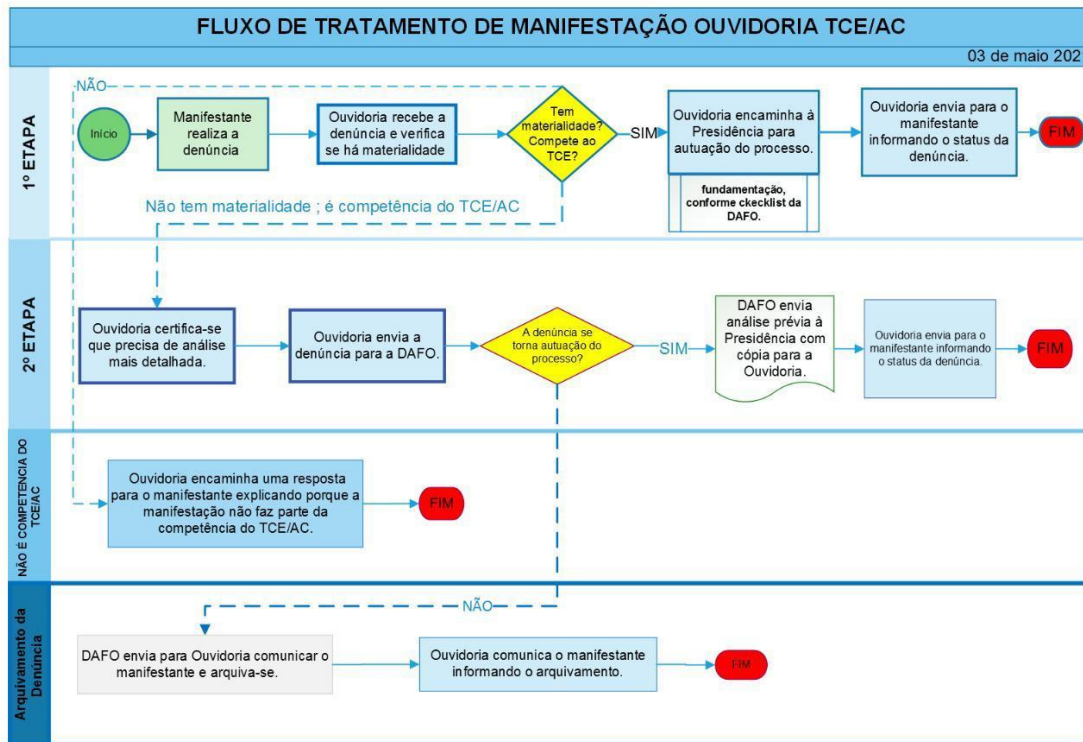 FLUXO DE TRATAMENTO DE MANIFESTAÇÃO OUVIDORIA TCE/AC
03 de maio 202
1º ETAPA
NÃO
Início
Manifestante
realiza a
denúncia
Ouvidoria recebe a
denúncia e verifica
se há materialidade
Tem
materialidade?
Compete ao
TCE?
SIM
Ouvidoria encaminha à
Presidência para
autuação do processo.
fundamentação,
conforme ckecklist da
DAFO.
Ouvidoria envia para o
manifestante
informando o status da
denúncia.
FIM
Não tem materialidade ; é competência do TCE/AC
2º ETAPA
Ouvidoria certifica-se
que precisa de análise
mais detalhada.
Ouvidoria envia a
denúncia para a DAFO.
A denúncia se
torna autuação do
processo?
SIM
DAFO envia
análise prévia à
Presidência com
cópia para a
Ouvidoria.
Ouvidoria envia para o
manifestante informando
o status da denúncia.
FIM
NÃO É COMPETENCIA DO
TCE/AC
Ouvidoria encaminha uma resposta
para o manifestante explicando porque a
manifestação não faz parte da
competência do TCE/AC.
FIM
Arquivamento da
Denúncia
NÃO
DAFO envia para Ouvidoria comunicar o
manifestante e arquiva-se.
Ouvidoria comunica o manifestante
informando o arquivamento.
FIM